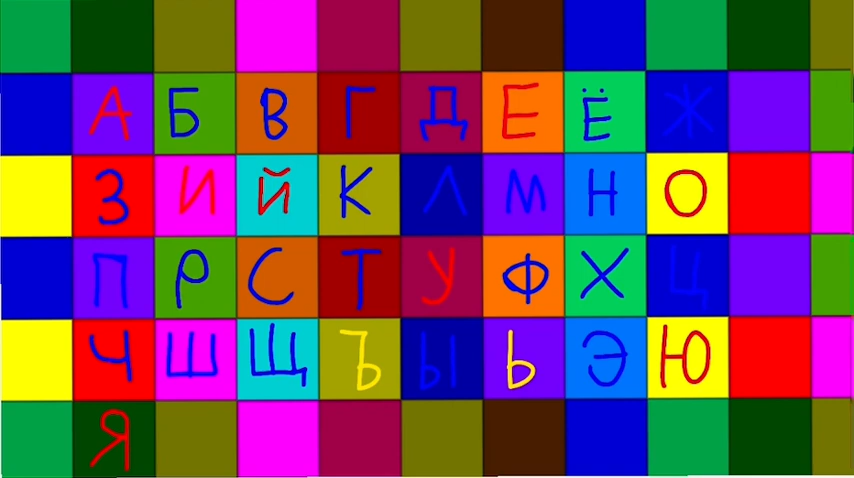 А Б В Г Д Е Ё Ж
З И Й К Л М Н О
П Р С Т У Ф Х Ц
Ч Ш Щ Ъ Ы Ь Э Ю
Я